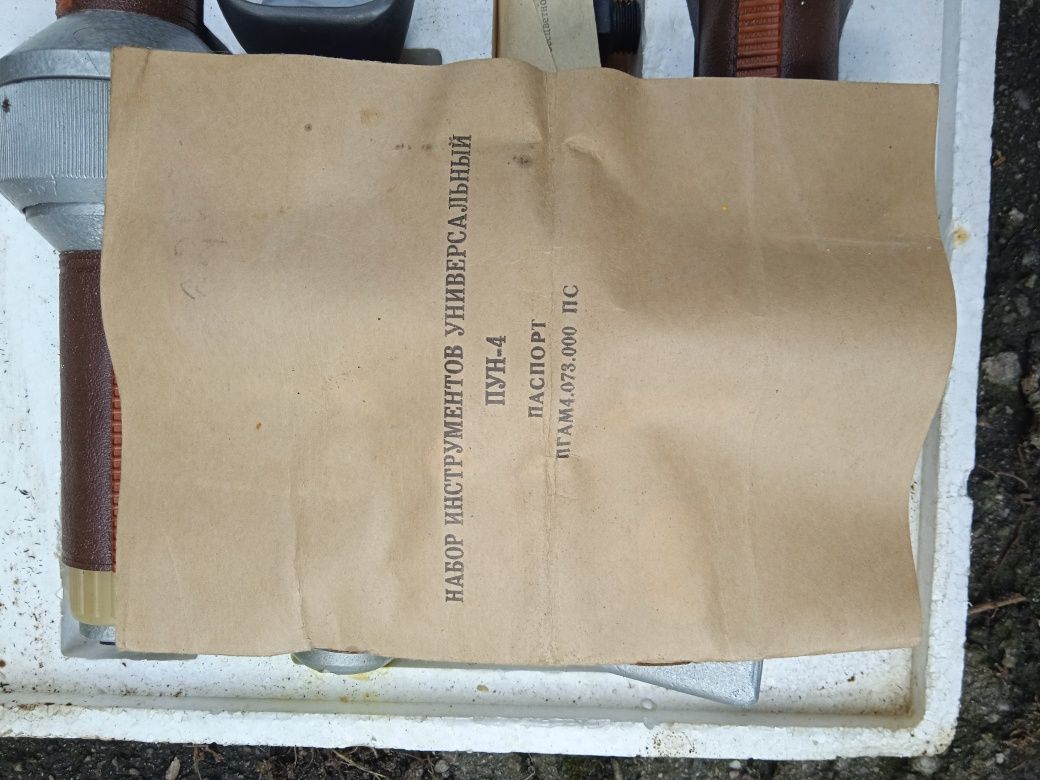 НАБОР ИНСТРУМЕНТОВ УНИВЕРСАЛЬНЫЙ
ПУН-4
ПАСПОРТ
ПГАМ4.073.000 ПС